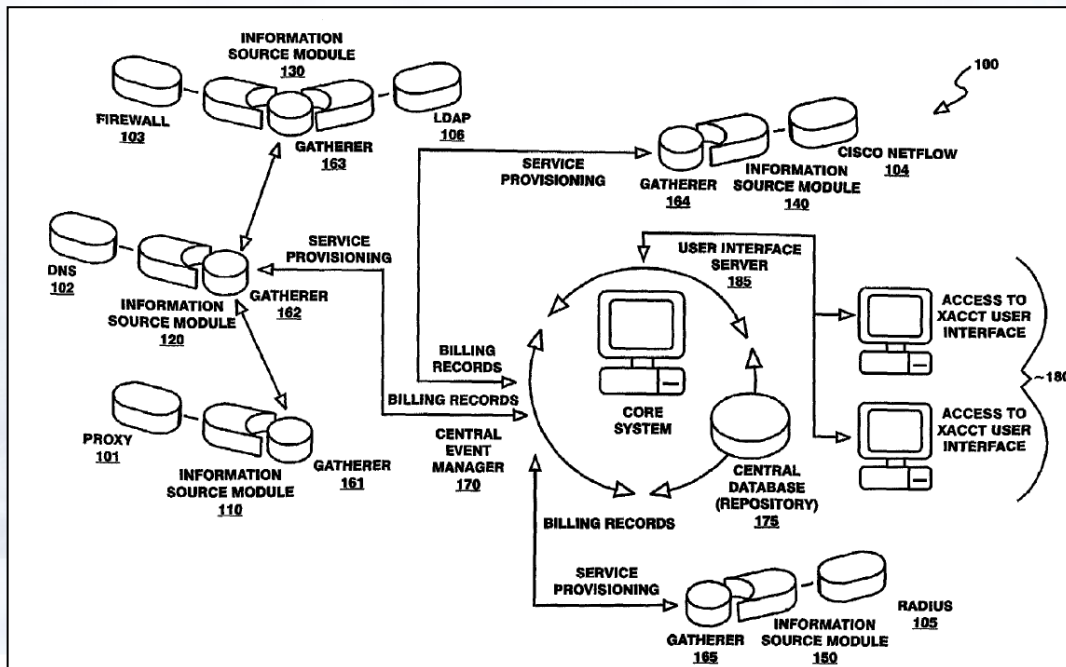 INFORMATION
SOURCE MODULE
130
FIREWALL
103
LDAP
106
GATHERER
163
100
SERVICE
PROVISIONING
GATHERER
164
INFORMATION
SOURCE MODULE
140
CISCO NETFLOW
104
DNS
102
SERVICE
PROVISIONING
INFORMATION
SOURCE MODULE
120
GATHERER
162
USER INTERFACE
SERVER
185
ACCESS TO
XACCT USER
INTERFACE
~180
BILLING
RECORDS
BILLING RECORDS
CORE
SYSTEM
ACCESS TO
XACCT USER
INTERFACE
PROXY
101
INFORMATION
SOURCE MODULE
110
GATHERER
161
CENTRAL
EVENT
MANAGER
170
CENTRAL
DATABASE
(REPOSITORY)
175
BILLING RECORDS
SERVICE
PROVISIONING
GATHERER
165
INFORMATION
SOURCE MODULE
150
RADIUS
105